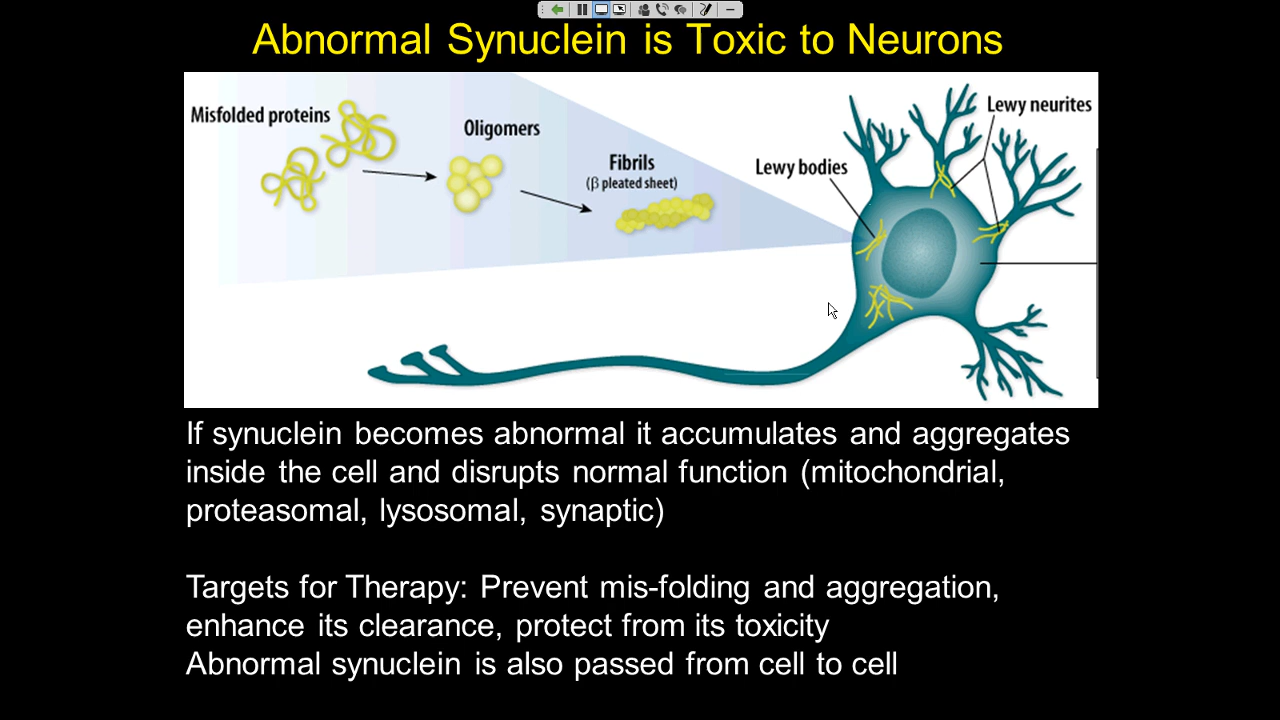 Abnormal Synuclein is Toxic to Neurons
Misfolded proteins
Oligomers
Fibrils
(β pleated sheet)
Lewy bodies
Lewy neurites
If synuclein becomes abnormal it accumulates and aggregates
inside the cell and disrupts normal function (mitochondrial,
proteasomal, lysosomal, synaptic)
Targets for Therapy: Prevent mis-folding and aggregation,
enhance its clearance, protect from its toxicity
Abnormal synuclein is also passed from cell to cell